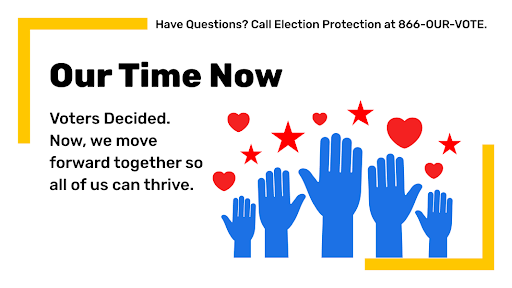 Have Questions? Call Election Protection at 866-OUR-VOTE.
Our Time Now
Voters Decided.
Now, we move
forward together so
all of us can thrive.